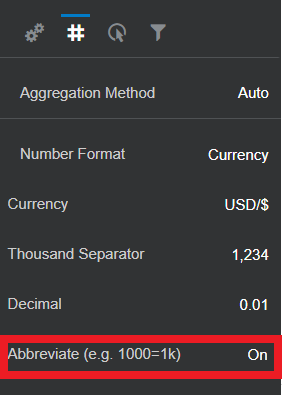 Aggregation Method Auto
Number Format Currency
Currency USD/$
Thousand Separator 1,234
Decimal 0.01
Abbreviate (e.g. 1000=1k) On